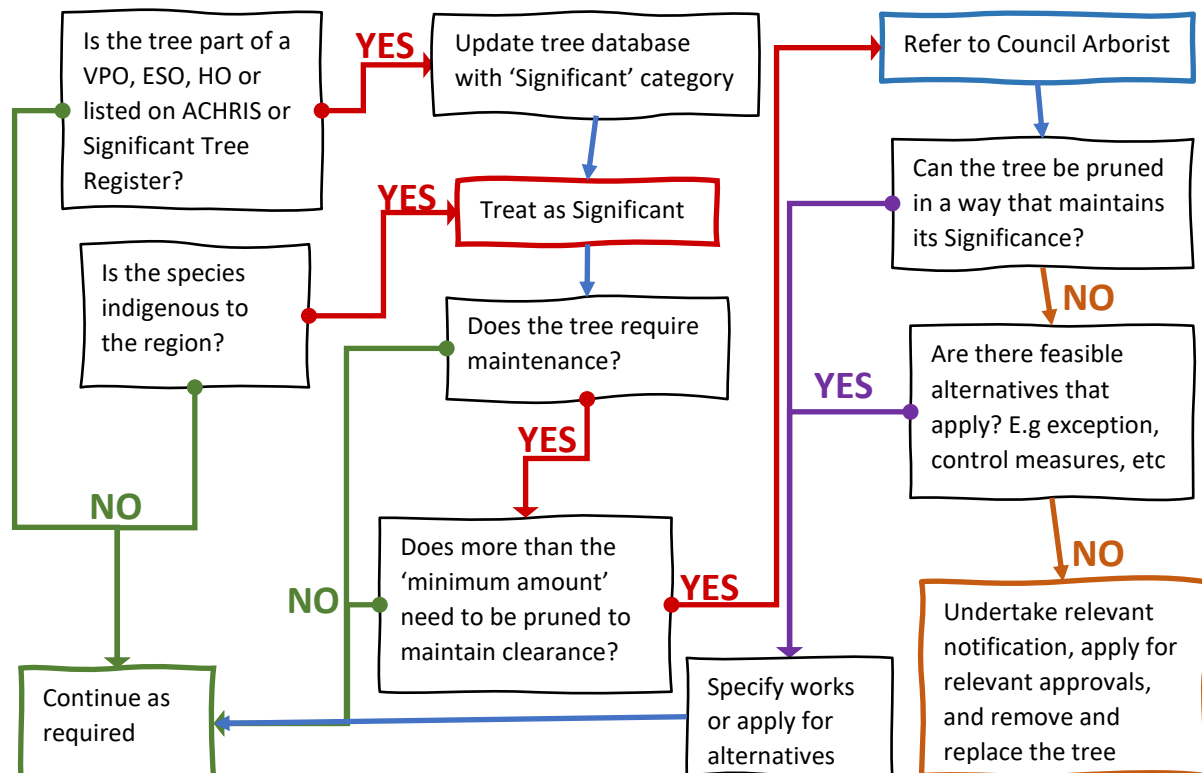 Is the tree part of a
VPO, ESO, HO or
listed on ACHRIS or
Significant Tree
Register?
YES
Update tree database
with ‘Significant’ category
Refer to Council Arborist
Is the species
indigenous to
the region?
YES
Treat as Significant
Can the tree be pruned
in a way that maintains
its Significance?
NO
Does the tree require
maintenance?
YES
Are there feasible
alternatives that
apply? E.g exception,
control measures, etc
YES
NO
Does more than the
‘minimum amount’
need to be pruned to
maintain clearance?
NO
YES
NO
Continue as
required
Specify works
or apply for
alternatives
Undertake relevant
notification, apply for
relevant approvals,
and remove and
replace the tree